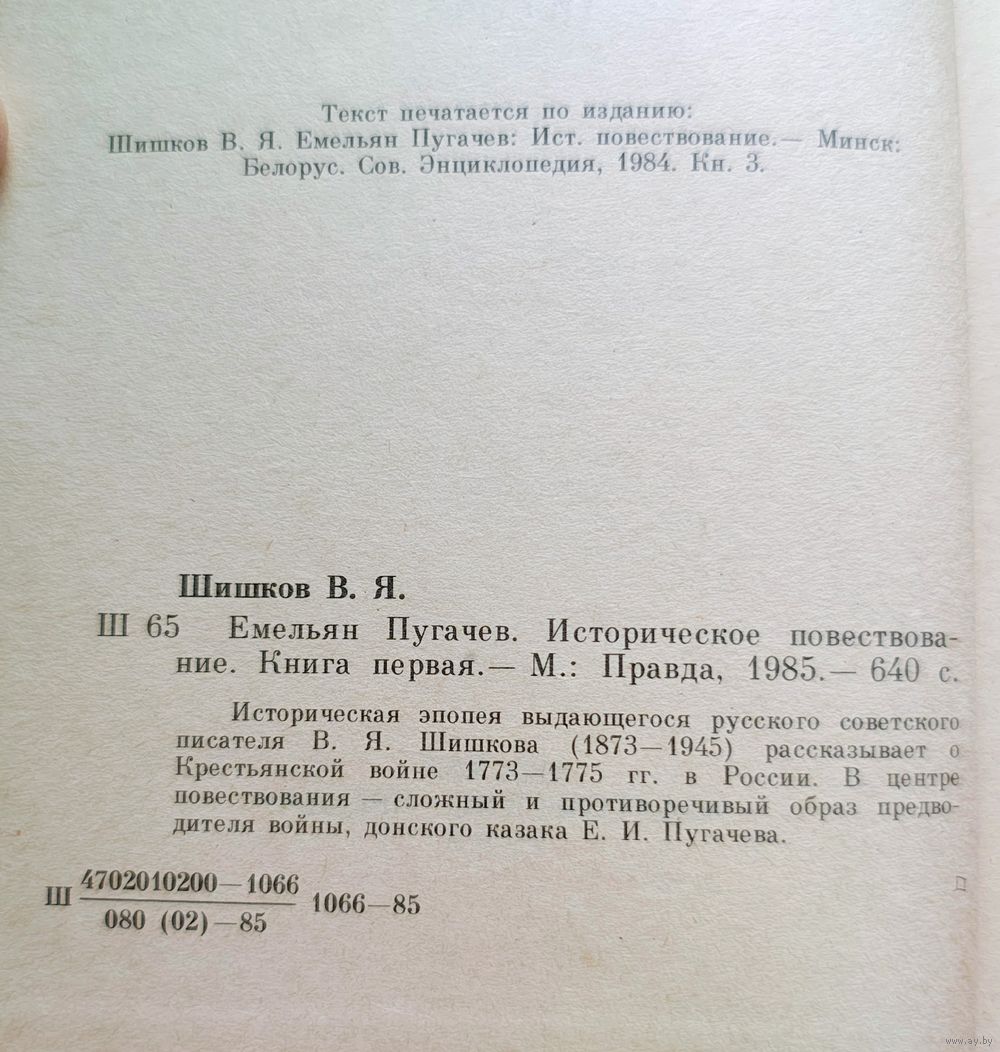 Текст печатается по изданию:
Шишков В. Я. Емельян Пугачев: Ист. повествование.— Минск:
Белорус. Сов. Энциклопедия, 1984. Кн. 3.
Шишков В. Я.
Ш 65 Емельян Пугачев. Историческое повествова-
ние. Книга первая.— М.: Правда, 1985.— 640 с.
Историческая эпопея выдающегося русского советского
писателя В. Я. Шишкова (1873—1945) рассказывает о
Крестьянской войне 1773—1775 гг. в России. В центре
повествования — сложный и противоречивый образ предво-
дителя войны, донского казака Е. И. Пугачева.
Ш 4702010200—1066 1066—85
080 (02)—85
www.ay.by